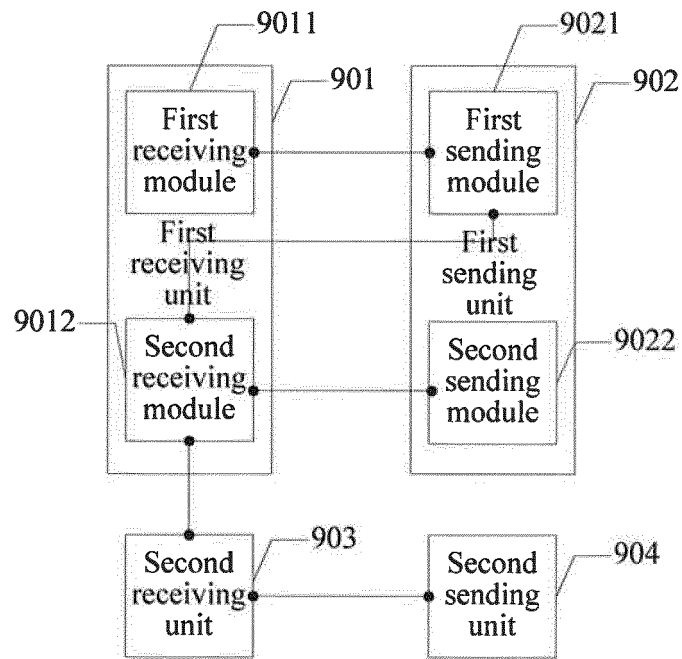 9011
9021
901
902
First
receiving
module
First
sending
module
First
receiving
unit
First
sending
unit
9012
9022
Second
receiving
module
Second
sending
module
903
904
Second
receiving
unit
Second
sending
unit